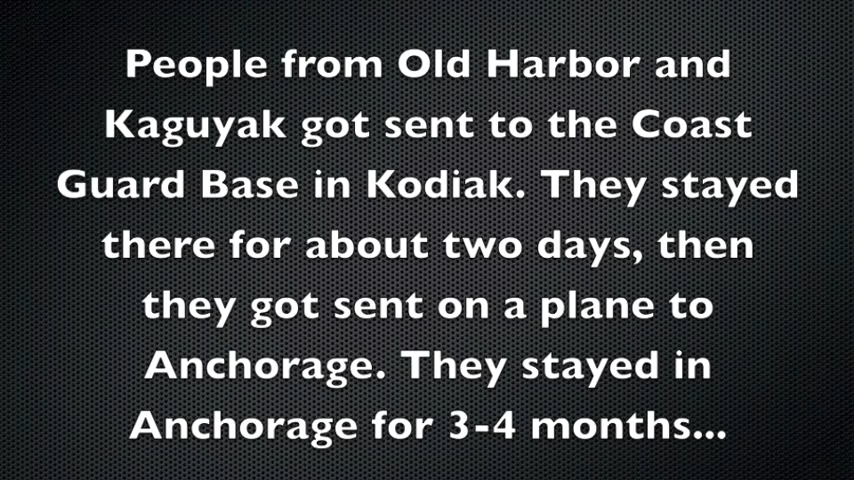 People from Old Harbor and
Kaguyak got sent to the Coast
Guard Base in Kodiak. They stayed
there for about two days, then
they got sent on a plane to
Anchorage. They stayed in
Anchorage for 3-4 months...